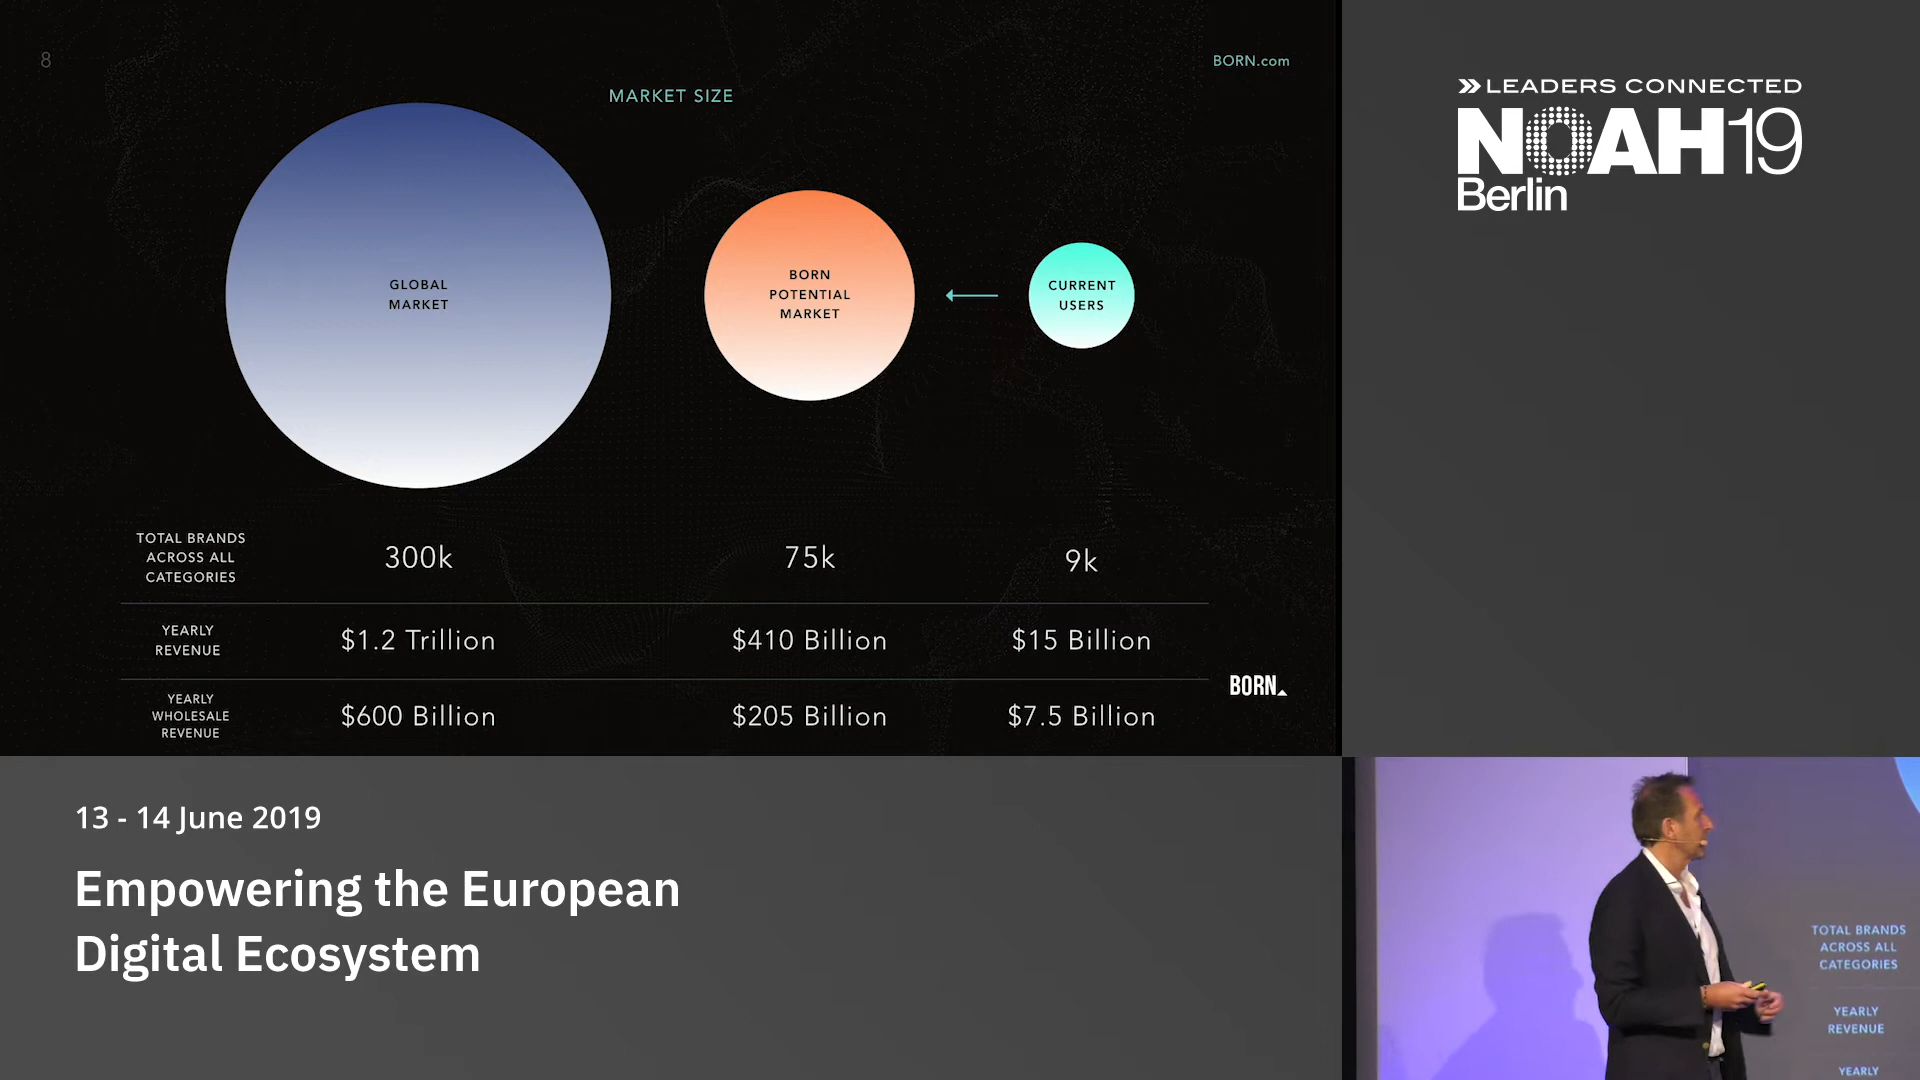 8
BORN.com
MARKET SIZE
GLOBAL
MARKET
BORN
POTENTIAL
MARKET
CURRENT
USERS
TOTAL BRANDS
ACROSS ALL
CATEGORIES
300k
75k
9k
YEARLY
REVENUE
$1.2 Trillion
$410 Billion
$15 Billion
YEARLY
WHOLESALE
REVENUE
$600 Billion
$205 Billion
$7.5 Billion
BORN
LEADERS CONNECTED
NOAH19
Berlin
13 - 14 June 2019
Empowering the European
Digital Ecosystem
TOTAL BRANDS
ACROSS ALL
CATEGORIES
YEARLY
REVENUE
YEARLY